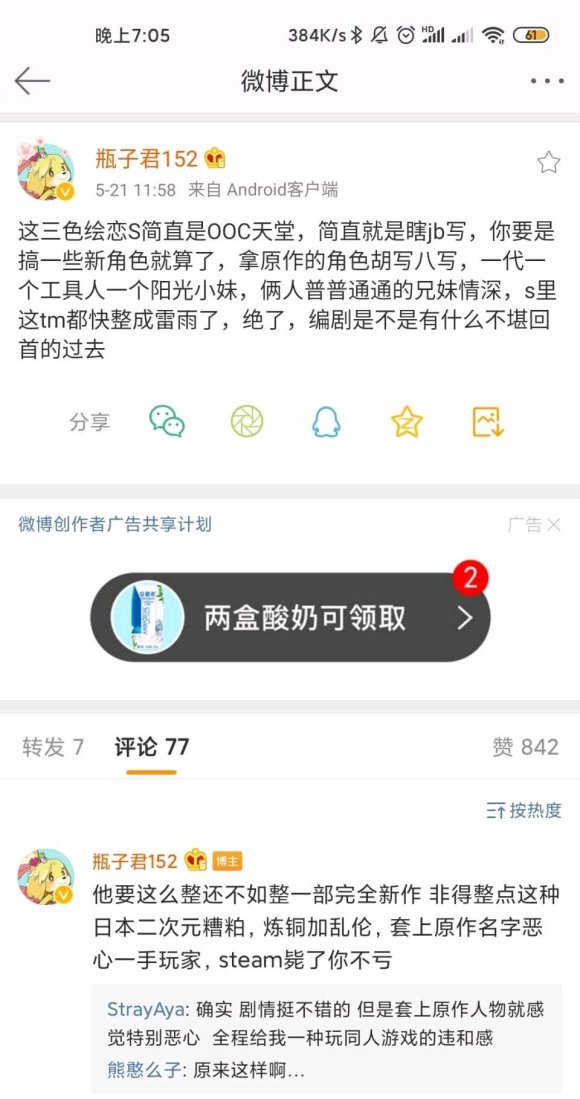 晚上7:05
384K/s
HD
61
微博正文
瓶子君152
5-21 11:58 来自 Android客户端
这三色绘恋S简直是OOC天堂，简直就是瞎jb写，你要是
搞一些新角色就算了，拿原作的角色胡写八写，一代一
个工具人一个阳光小妹，俩人普普通通的兄妹情深，s里
这tm都快整成雷雨了，绝了，编剧是不是有什么不堪回
首的过去
分享
微博创作者广告共享计划
广告
两盒酸奶可领取
2
转发 7
评论 77
赞 842
按热度
瓶子君152
博主
他要这么整还不如整一部完全新作 非得整点这种
日本二次元糟粕, 炼铜加乱伦, 套上原作名字恶
心一手玩家, steam毙了你不亏
StrayAya: 确实 剧情挺不错的 但是套上原作人物就感
觉特别恶心 全程给我一种玩同人游戏的违和感
熊憨么子: 原来这样啊...